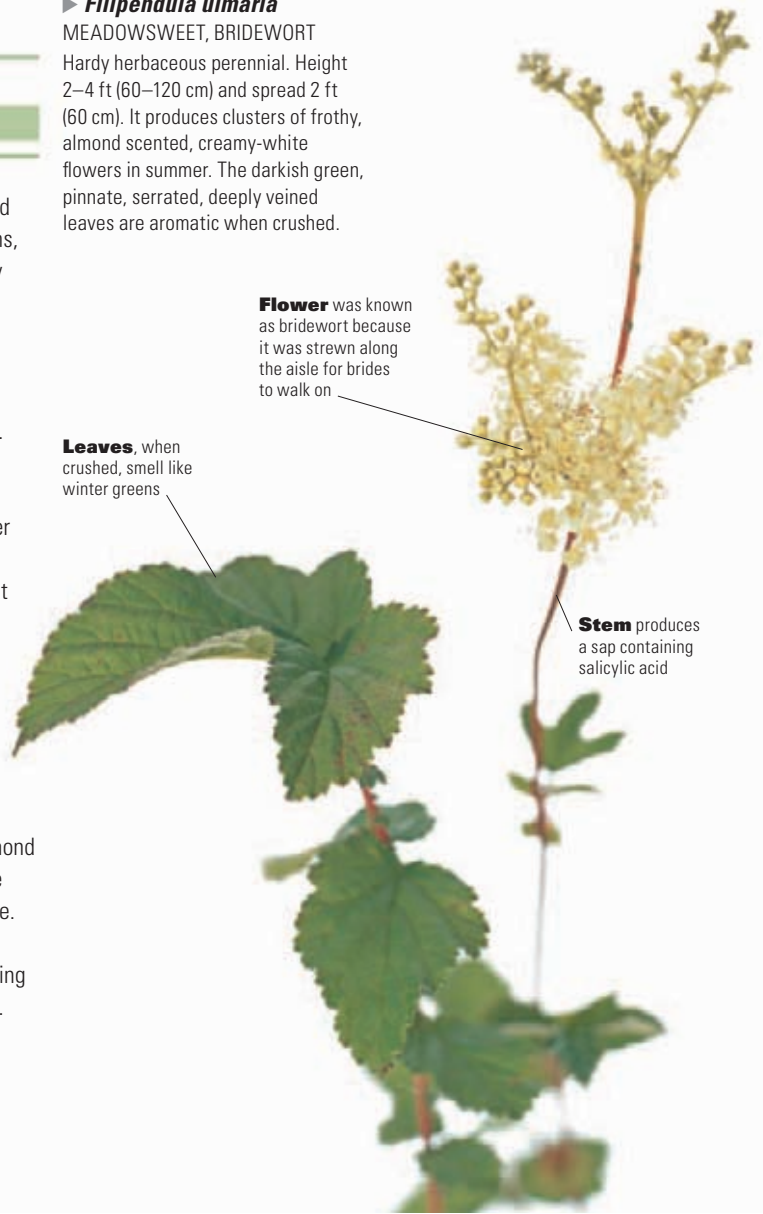 ▶ Filipendula ulmaria
MEADOWSWEET, BRIDEWORT
Hardy herbaceous perennial. Height
2–4 ft (60–120 cm) and spread 2 ft
(60 cm). It produces clusters of frothy,
almond scented, creamy-white
flowers in summer. The darkish green,
pinnate, serrated, deeply veined
leaves are aromatic when crushed.
Flower was known
as bridewort because
it was strewn along
the aisle for brides
to walk on
Leaves, when
crushed, smell like
winter greens
Stem produces
a sap containing
salicylic acid